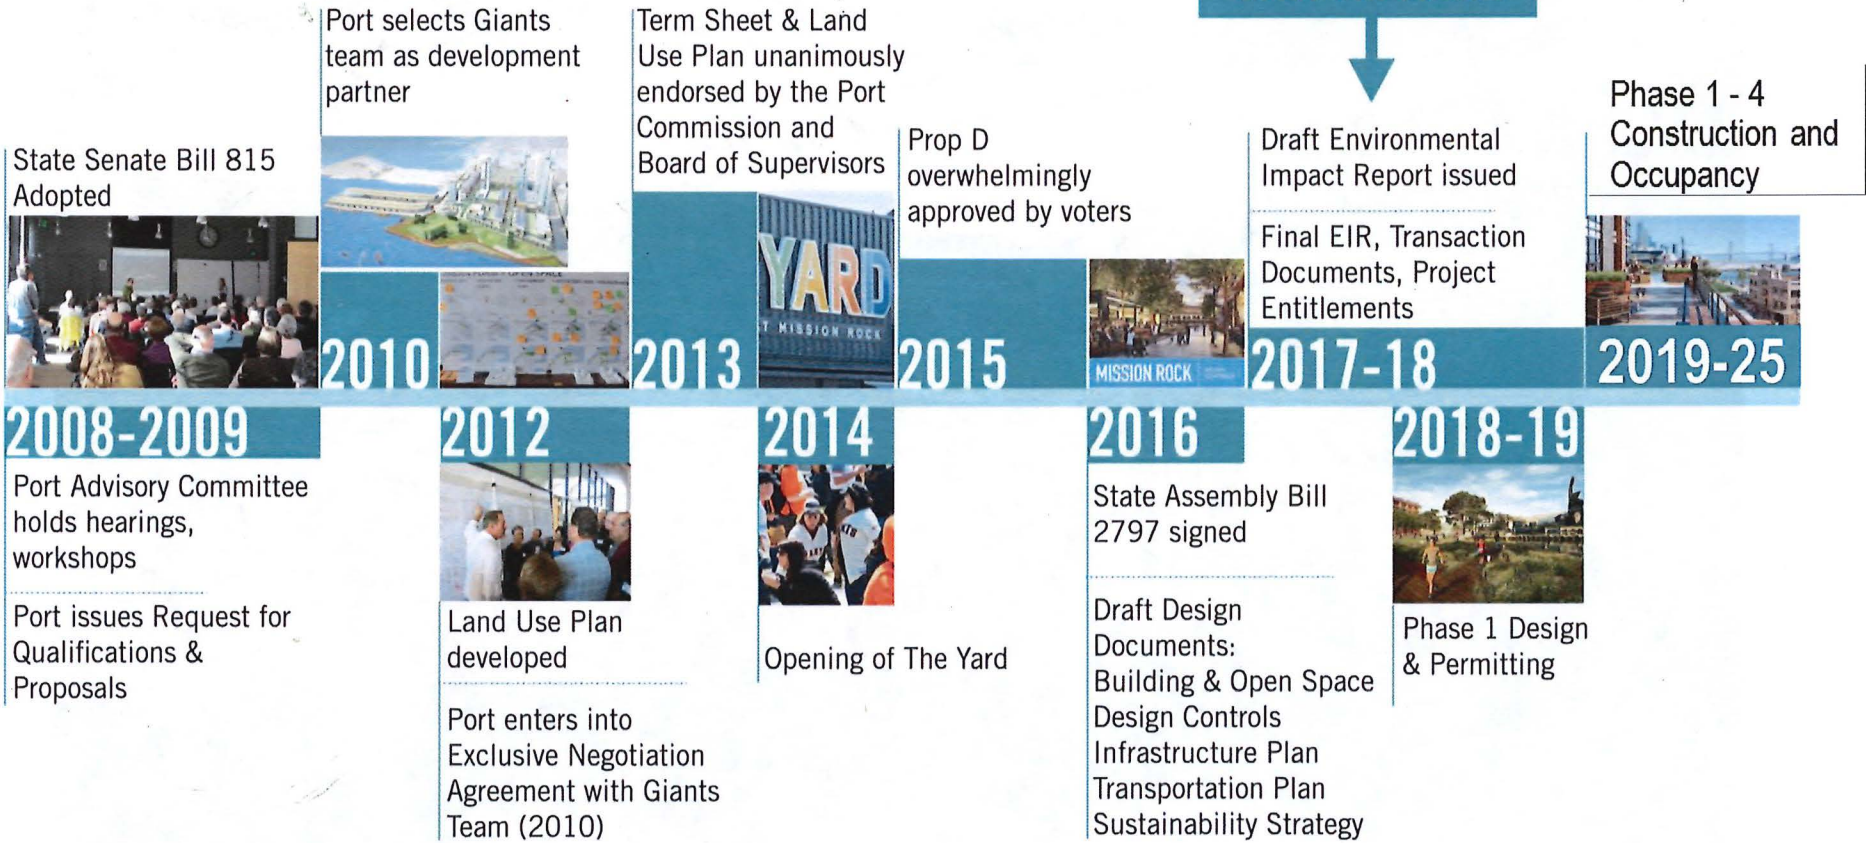 State Senate Bill 815
Adopted
2008-2009
Port Advisory Committee
holds hearings,
workshops
Port issues Request for
Qualifications &
Proposals
Port selects Giants
team as development
partner
2010
2012
Land Use Plan
developed
Port enters into
Exclusive Negotiation
Agreement with Giants
Team (2010)
Term Sheet & Land
Use Plan unanimously
endorsed by the Port
Commission and
Board of Supervisors
YARD
T MISSION ROCK
2013
2014
Opening of The Yard
Prop D
overwhelmingly
approved by voters
2015
MISSION ROCK
2016
State Assembly Bill
2797 signed
Draft Design
Documents:
Building & Open Space
Design Controls
Infrastructure Plan
Transportation Plan
Sustainability Strategy
Draft Environmental
Impact Report issued
Final EIR, Transaction
Documents, Project
Entitlements
2017-18
2018-19
Phase 1 Design
& Permitting
Phase 1 - 4
Construction and
Occupancy
2019-25